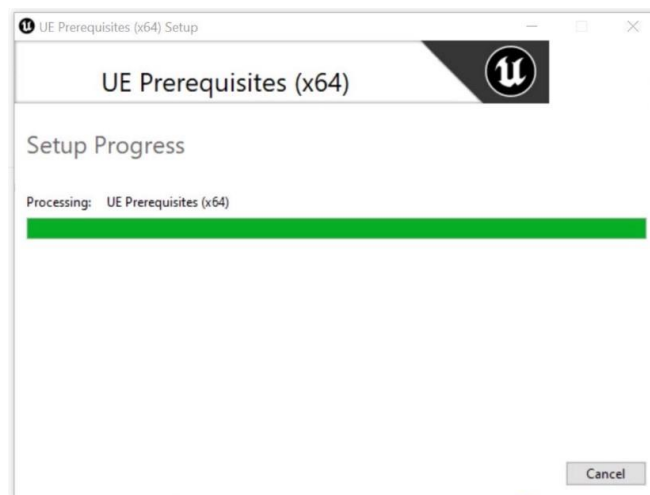 UE Prerequisites (x64) Setup
UE Prerequisites (x64)
Setup Progress
Processing: UE Prerequisites (x64)
Cancel